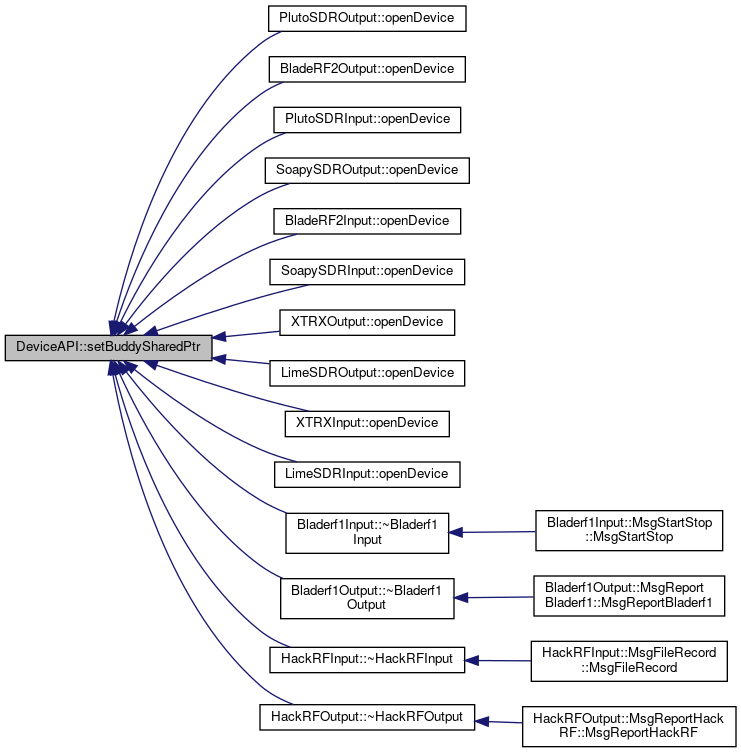 PlutoSDROutput::openDevice
BladeRF2Output::openDevice
PlutoSDRInput::openDevice
SoapySDROutput::openDevice
BladeRF2Input::openDevice
SoapySDRInput::openDevice
XTRXOutput::openDevice
DeviceAPI::setBuddySharedPtr
LimeSDROutput::openDevice
XTRXInput::openDevice
LimeSDRInput::openDevice
Bladerf1Input::~Bladerf1
Input
Bladerf1Input::MsgStartStop
::MsgStartStop
Bladerf1Output::~Bladerf1
Output
Bladerf1Output::MsgReport
Bladerf1::MsgReportBladerf1
HackRFInput::~HackRFInput
HackRFInput::MsgFileRecord
::MsgFileRecord
HackRFOutput::~HackRFOutput
HackRFOutput::MsgReportHack
RF::MsgReportHackRF